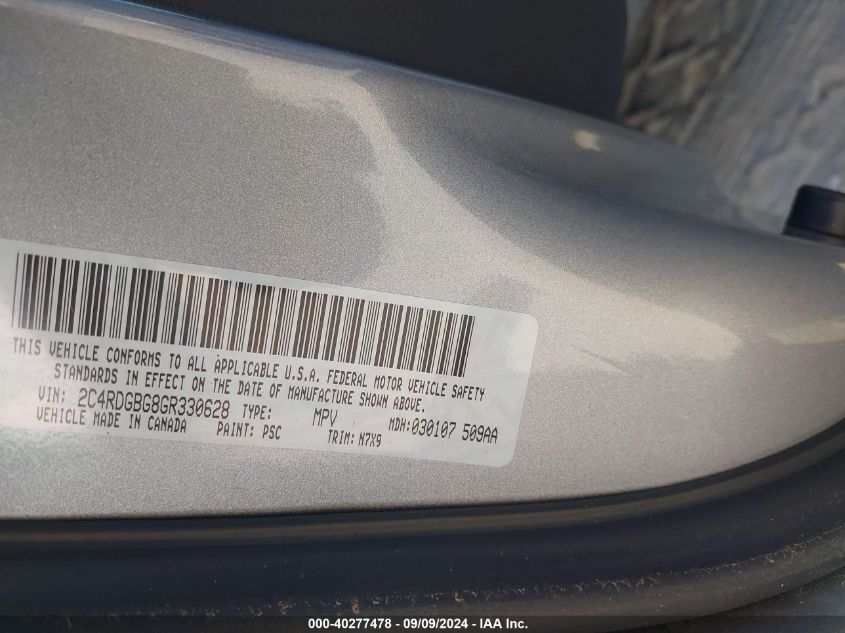 THIS VEHICLE CONFORMS TO ALL APPLICABLE U.S.A. FEDERAL MOTOR VEHICLE SAFETY
STANDARDS IN EFFECT ON THE DATE OF MANUFACTURE SHOWN ABOVE.
VIN: 2C4RDGBG8GR330628 TYPE: MPV MDH:030107 509AA
VEHICLE MADE IN CANADA PAINT: PSC TRIM: N7X9
000-40277478 - 09/09/2024 - IAA Inc.